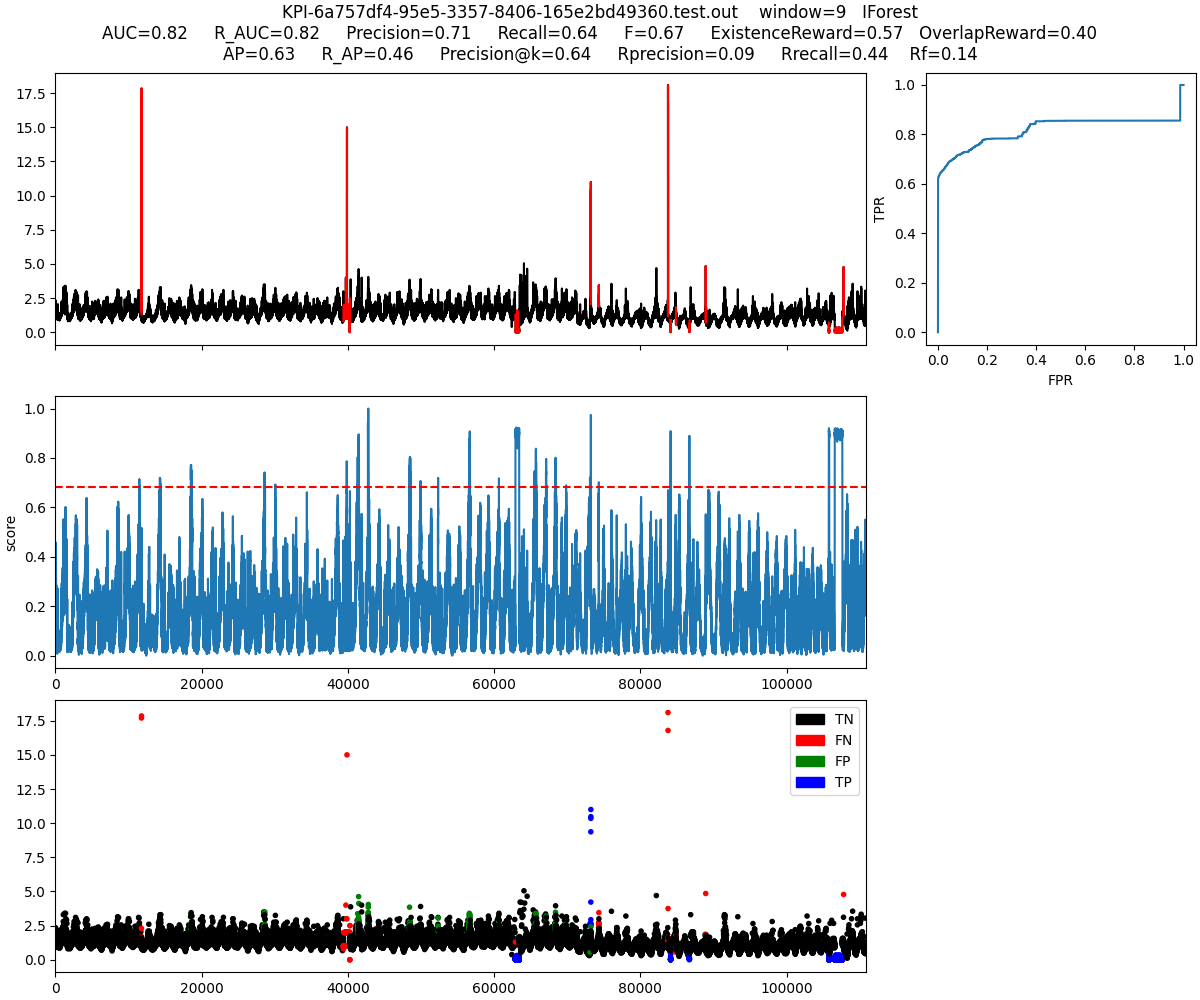 KPI-6a757df4-95e5-3357-8406-165e2bd49360.test.out    window=9   IForest
AUC=0.82     R_AUC=0.82     Precision=0.71     Recall=0.64     F=0.67     ExistenceReward=0.57   OverlapReward=0.40
AP=0.63     R_AP=0.46     Precision@k=0.64     Rprecision=0.09     Rrecall=0.44     Rf=0.14
17.5
15.0
12.5
10.0
7.5
5.0
2.5
0.0
TPR
1.0
0.8
0.6
0.4
0.2
0.0
0.0 0.2 0.4 0.6 0.8 1.0
FPR
score
1.0
0.8
0.6
0.4
0.2
0.0
0 20000 40000 60000 80000 100000
17.5
15.0
12.5
10.0
7.5
5.0
2.5
0.0
TN
FN
FP
TP
0 20000 40000 60000 80000 100000